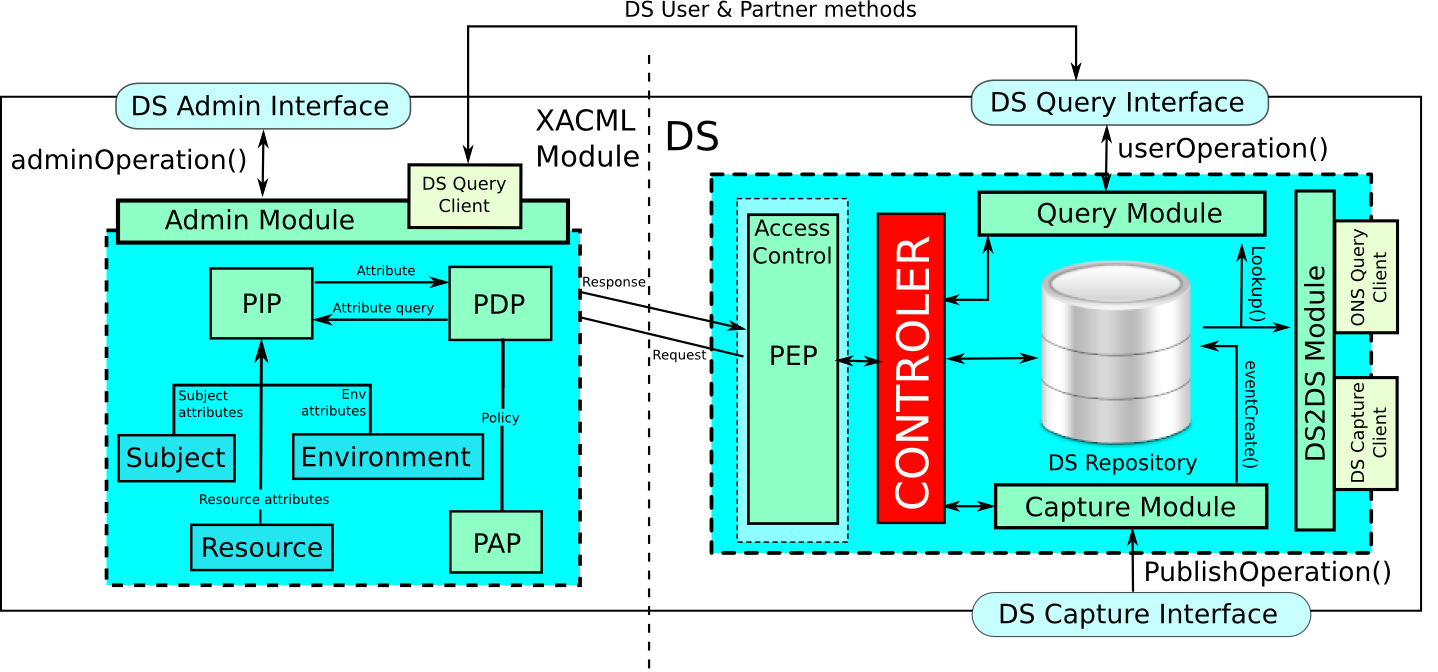 DS User & Partner methods
DS Admin Interface
DS Query Interface
XACML
Module
DS
adminOperation()
userOperation()
DS Query
Client
Admin Module
Query Module
Access
Control
PEP
CONTROLER
Attribute
Attribute query
PIP
PDP
Response
Request
Lookup()
eventCreate()
DS2DS Module
ONS Query
Client
DS Capture
Client
Subject
attributes
Env
attributes
Policy
Subject
Environment
DS Repository
Resource attributes
Resource
PAP
Capture Module
PublishOperation()
DS Capture Interface